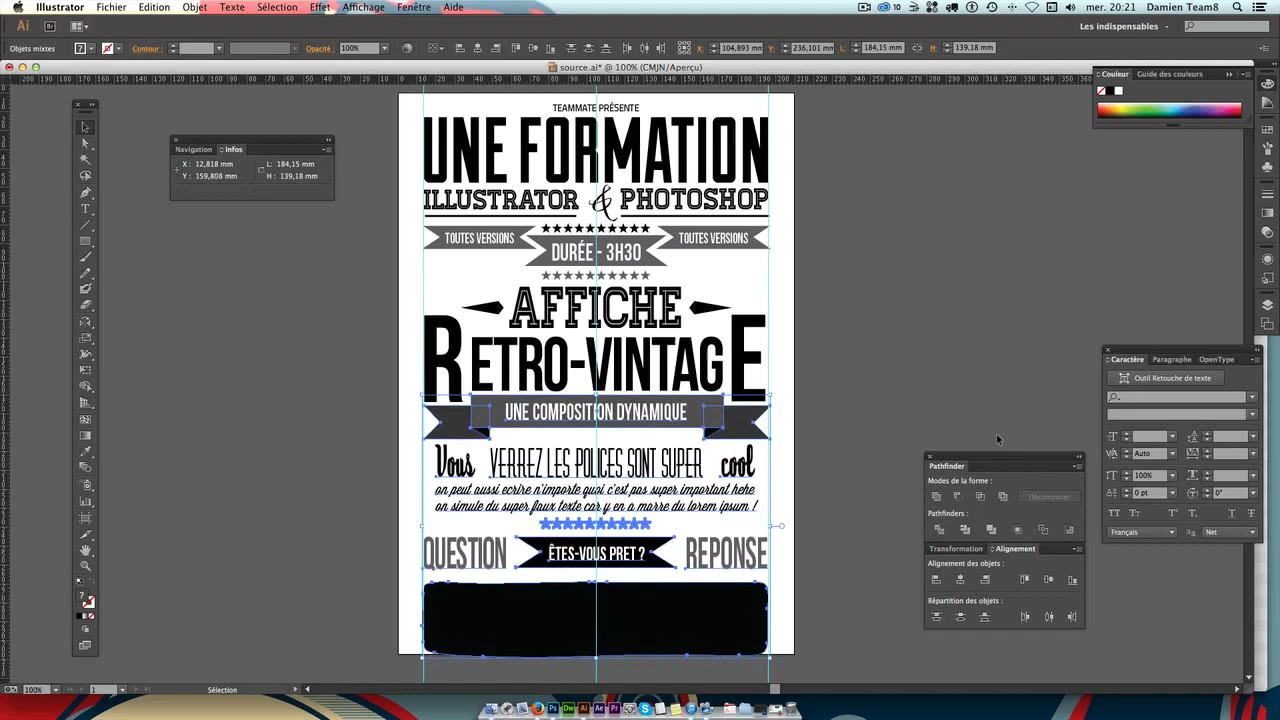 Illustrator Fichier Edition Objet Texte Sélection Effet Affichage Fenêtre Aide 10 mer. 20:21 Damien Team8
Ai Br Les indispensables
Objets mixtes Contour : Opacité : 100% X: 104,893 mm Y: 236,101 mm L: 184,15 mm H: 139,18 mm
source.ai* @ 100% (CMJN/Aperçu)
Couleur Guide des couleurs
Navigation Infos
X : 12,818 mm L: 184,15 mm
Y : 159,808 mm H : 139,18 mm
TEAMMATE PRÉSENTE
UNE FORMATION
ILLUSTRATOR & PHOTOSHOP
TOUTES VERSIONS DURÉE - 3H30 TOUTES VERSIONS
AFFICHE
RETRO-VINTAGE
UNE COMPOSITION DYNAMIQUE
Vous VERREZ LES POLICES SONT SUPER cool
on peut aussi ecrire n'importe quoi c'est pas super important hehe
on simule du super faux texte car y en a marre du lorem ipsum !
QUESTION ÊTES-VOUS PRET ? REPONSE
Caractère Paragraphe OpenType
Outil Retouche de texte
Auto
100%
0 pt 0°
Français Net
Pathfinder
Modes de la forme :
Décomposer
Pathfinders :
Transformation Alignement
Alignement des objets :
Répartition des objets :
100% 1 Sélection